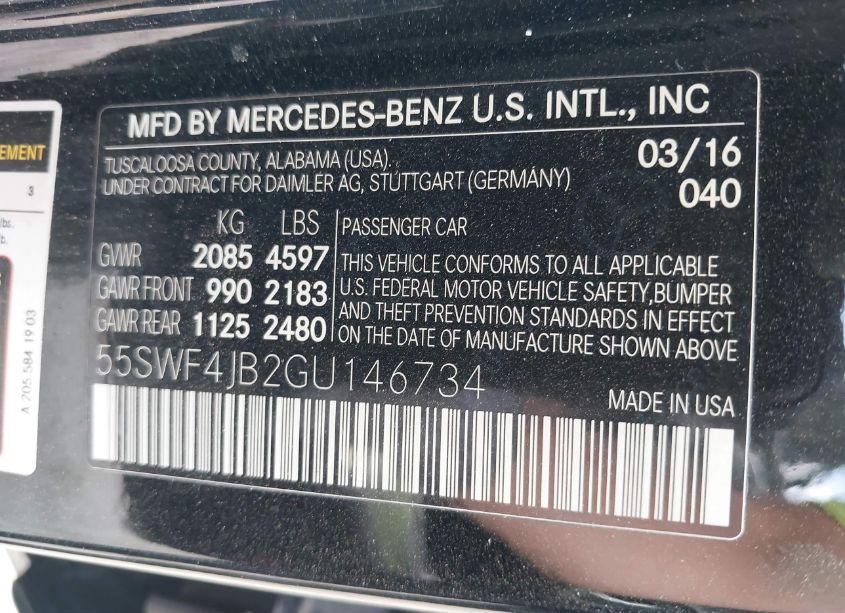 MFD BY MERCEDES-BENZ U.S. INTL., INC
TUSCALOOSA COUNTY, ALABAMA (USA).
UNDER CONTRACT FOR DAIMLER AG, STUTTGART (GERMANY)
03/16
040
KG LBS
GVWR 2085 4597
GAWR FRONT 990 2183
GAWR REAR 1125 2480
PASSENGER CAR
THIS VEHICLE CONFORMS TO ALL APPLICABLE
U.S. FEDERAL MOTOR VEHICLE SAFETY,BUMPER
AND THEFT PREVENTION STANDARDS IN EFFECT
ON THE DATE OF MANUFACTURE SHOWN ABOVE.
55SWF4JB2GU146734
MADE IN USA
EMENT
3
lbs.
b.
A 205 584 19 03